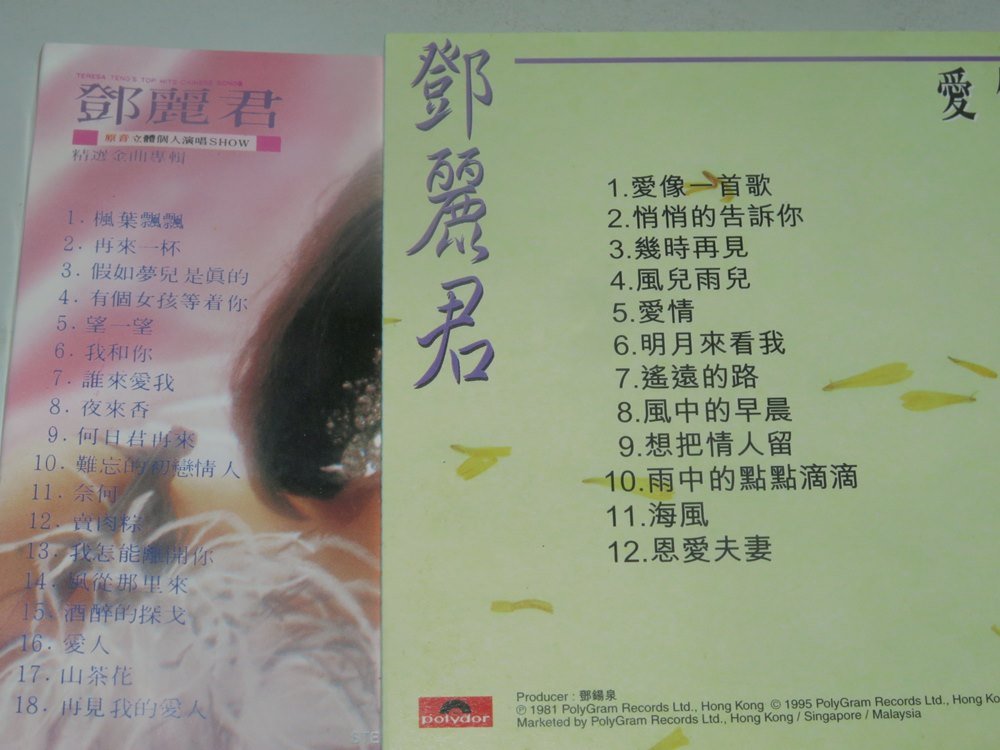 TERESA TENG'S TOP HITS
鄧麗君
原音立體個人演唱SHOW
精選金曲專輯
1. 楓葉飄飄
2. 再來一杯
3. 假如夢兒是眞的
4. 有個女孩等着你
5. 望一望
6. 我和你
7. 誰來愛我
8. 夜來香
9. 何日君再來
10. 難忘的初戀情人
11. 奈何
12. 賣肉粽
13. 我怎能離開你
14. 風從那里來
15. 酒醉的探戈
16. 愛人
17. 山茶花
18. 再見我的愛人
STE
鄧麗君
愛
1.愛像一首歌
2.悄悄的告訴你
3.幾時再見
4.風兒雨兒
5.愛情
6.明月來看我
7.遙遠的路
8.風中的早晨
9.想把情人留
10.雨中的點點滴滴
11.海風
12.恩愛夫妻
polydor
Producer : 鄧錫泉
℗ 1981 PolyGram Records Ltd., Hong Kong © 1995 PolyGram Records Ltd., Hong Ko
Marketed by PolyGram Records Ltd., Hong Kong / Singapore / Malaysia